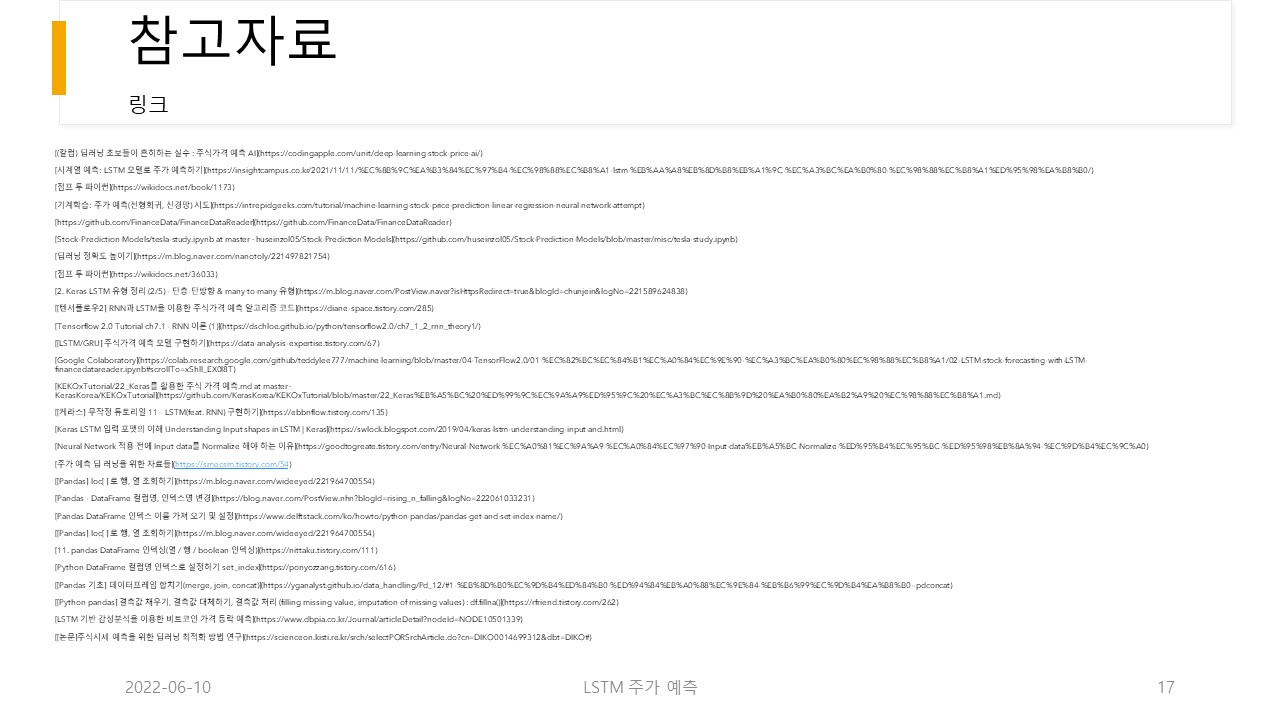 참고자료
링크
[(칼럼) 딥러닝 초보들이 흔히하는 실수 : 주식가격 예측 AI](https://codingapple.com/unit/deep-learning-stock-price-ai/)
[시계열 예측: LSTM 모델로 주가 예측하기](https://insightcampus.co.kr/2021/11/11/%EC%8B%9C%EA%B3%84%EC%97%B4-%EC%98%88%EC%B8%A1-lstm-%EB%AA%A8%EB%8D%B8%EB%A1%9C-%EC%A3%BC%EA%B0%80-%EC%98%88%EC%B8%A1%ED%95%98%EA%B8%B0/)
[점프 투 파이썬](https://wikidocs.net/book/1173)
[기계학습: 주가 예측(선형회귀, 신경망) 시도](https://intrepidgeeks.com/tutorial/machine-learning-stock-price-prediction-linear-regression-neural-network-attempt)
[https://github.com/FinanceData/FinanceDataReader](https://github.com/FinanceData/FinanceDataReader)
[Stock-Prediction-Models/tesla-study.ipynb at master · huseinzol05/Stock-Prediction-Models](https://github.com/huseinzol05/Stock-Prediction-Models/blob/master/misc/tesla-study.ipynb)
[딥러닝 정확도 높이기](https://m.blog.naver.com/nanotoly/221497821754)
[점프 투 파이썬](https://wikidocs.net/36033)
[2. Keras LSTM 유형 정리 (2/5) - 단층-단방향 & many-to-many 유형](https://m.blog.naver.com/PostView.naver?isHttpsRedirect=true&blogId=chunjein&logNo=221589624838)
[[텐서플로우2] RNN과 LSTM을 이용한 주식가격 예측 알고리즘 코드](https://diane-space.tistory.com/285)
[Tensorflow 2.0 Tutorial ch7.1 - RNN 이론 (1)](https://dschloe.github.io/python/tensorflow2.0/ch7_1_2_rnn_theory1/)
[[LSTM/GRU] 주식가격 예측 모델 구현하기](https://data-analysis-expertise.tistory.com/67)
[Google Colaboratory](https://colab.research.google.com/github/teddylee777/machine-learning/blob/master/04-TensorFlow2.0/01-%EC%82%BC%EC%84%B1%EC%A0%84%EC%9E%90-%EC%A3%BC%EA%B0%80%EC%98%88%EC%B8%A1/02-LSTM-stock-forecasting-with-LSTM-
financedatareader.ipynb#scrollTo=xShIl_EX0I8T)
[KEKOxTutorial/22_Keras를 활용한 주식 가격 예측.md at master ·
KerasKorea/KEKOxTutorial](https://github.com/KerasKorea/KEKOxTutorial/blob/master/22_Keras%EB%A5%BC%20%ED%99%9C%EC%9A%A9%ED%95%9C%20%EC%A3%BC%EC%8B%9D%20%EA%B0%80%EA%B2%A9%20%EC%98%88%EC%B8%A1.md)
[[케라스] 무작정 튜토리얼 11 - LSTM(feat. RNN) 구현하기](https://ebbnflow.tistory.com/135)
[Keras LSTM 입력 포맷의 이해 Understanding Input shapes in LSTM | Keras](https://swlock.blogspot.com/2019/04/keras-lstm-understanding-input-and.html)
[Neural Network 적용 전에 Input data를 Normalize 해야 하는 이유](https://goodtogreate.tistory.com/entry/Neural-Network-%EC%A0%81%EC%9A%A9-%EC%A0%84%EC%97%90-Input-data%EB%A5%BC-Normalize-%ED%95%B4%EC%95%BC-%ED%95%98%EB%8A%94-%EC%9D%B4%EC%9C%A0)
[주가 예측 딥 러닝을 위한 자료들](https://smecsm.tistory.com/54)
[[Pandas] loc[ ]로 행, 열 조회하기](https://m.blog.naver.com/wideeyed/221964700554)
[Pandas - DataFrame 컬럼명, 인덱스명 변경](https://blog.naver.com/PostView.nhn?blogId=rising_n_falling&logNo=222061033231)
[Pandas DataFrame 인덱스 이름 가져 오기 및 설정](https://www.delftstack.com/ko/howto/python-pandas/pandas-get-and-set-index-name/)
[[Pandas] loc[ ]로 행, 열 조회하기](https://m.blog.naver.com/wideeyed/221964700554)
[11. pandas DataFrame 인덱싱(열 / 행 / boolean 인덱싱)](https://nittaku.tistory.com/111)
[Python DataFrame 컬럼명 인덱스로 설정하기 set_index](https://ponyozzang.tistory.com/616)
[[Pandas 기초] 데이터프레임 합치기(merge, join, concat)](https://yganalyst.github.io/data_handling/Pd_12/#1-%EB%8D%B0%EC%9D%B4%ED%84%B0-%ED%94%84%EB%A0%88%EC%9E%84-%EB%B6%99%EC%9D%B4%EA%B8%B0--pdconcat)
[[Python pandas] 결측값 채우기, 결측값 대체하기, 결측값 처리 (filling missing value, imputation of missing values) : df.fillna()](https://rfriend.tistory.com/262)
[LSTM 기반 감성분석을 이용한 비트코인 가격 등락 예측](https://www.dbpia.co.kr/Journal/articleDetail?nodeId=NODE10501339)
[[논문]주식시세 예측을 위한 딥러닝 최적화 방법 연구](https://scienceon.kisti.re.kr/srch/selectPORSrchArticle.do?cn=DIKO0014699312&dbt=DIKO#)
2022-06-10
LSTM 주가 예측
17